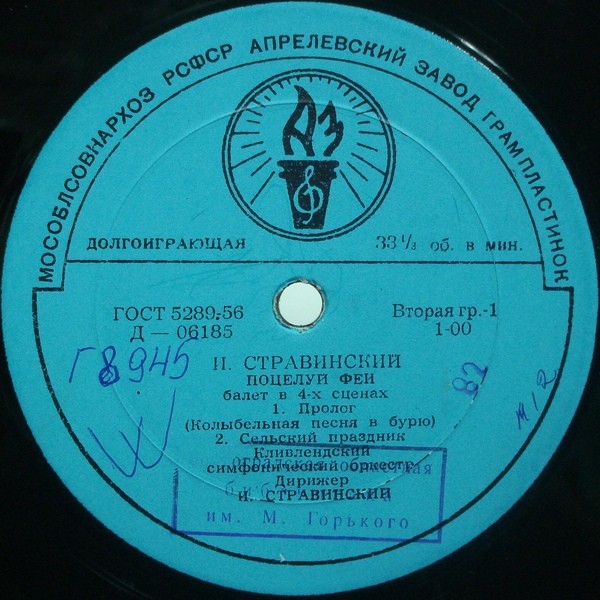 МОСОБЛСОВНАРХОЗ РСФСР АПРЕЛЕВСКИЙ ЗАВОД ГРАМПЛАСТИНОК
АЗ
ДОЛГОИГРАЮЩАЯ 33⅓ об. в мин.
ГОСТ 5289-56 Вторая гр.-1
Д — 06185 1-00
Г8945
И. СТРАВИНСКИЙ
ПОЦЕЛУЙ ФЕИ
82
балет в 4-х сценах
1. Пролог
(Колыбельная песня в бурю)
2. Сельский праздник
Кливлендский
симфонический оркестр
Дирижер
И. СТРАВИНСКИЙ
им. М. Горького